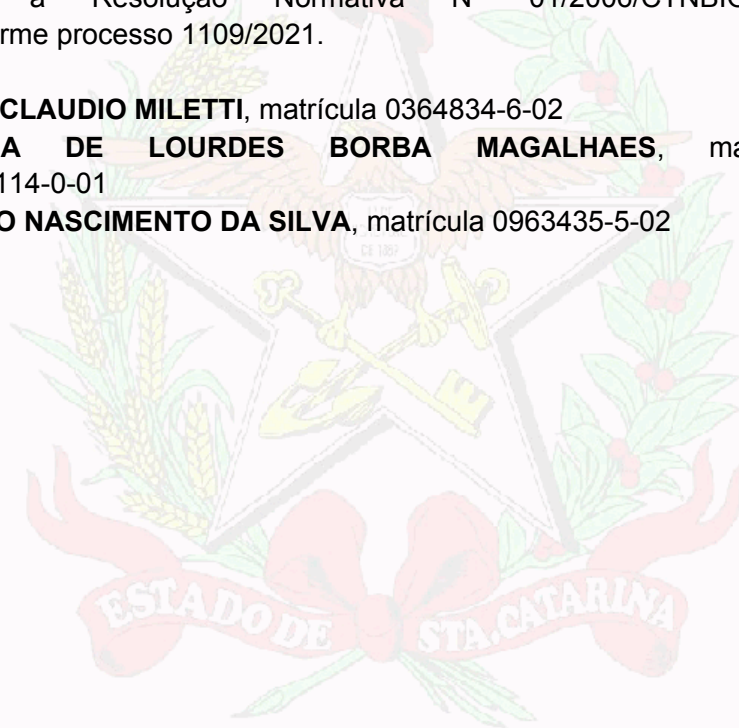 a Resolução Normativa N 01/2006/CTNBIO
rme processo 1109/2021.
CLAUDIO MILETTI, matrícula 0364834-6-02
A DE LOURDES BORBA MAGALHAES, ma
114-0-01
O NASCIMENTO DA SILVA, matrícula 0963435-5-02
ESTADO DE STA. CATARINA